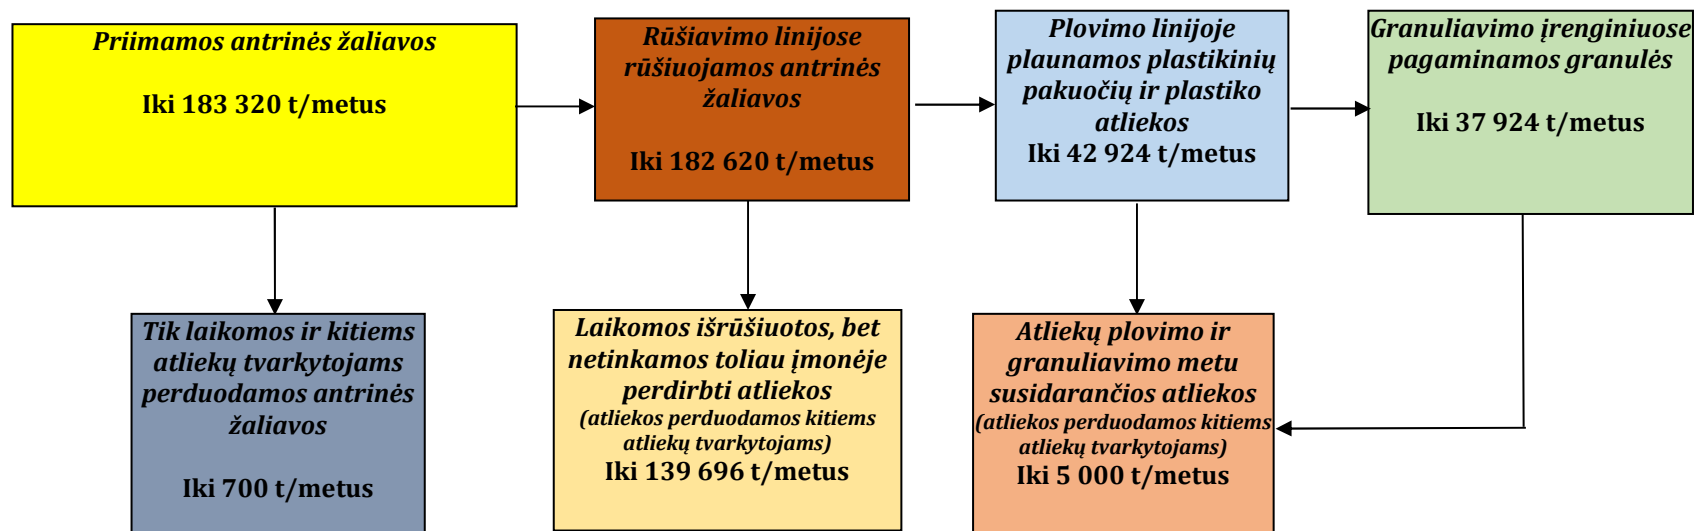 Priimamos antrinės žaliavos
Iki 183 320 t/metus
Rūšiavimo linijose
rūšiuojamos antrinės
žaliavos
Iki 182 620 t/metus
Plovimo linijoje
plaunamos plastikinių
pakuočių ir plastiko
atliekos
Iki 42 924 t/metus
Granuliavimo įrenginiuose
pagaminamos granulės
Iki 37 924 t/metus
Tik laikomos ir kitiems
atliekų tvarkytojams
perduodamos antrinės
žaliavos
Iki 700 t/metus
Laikomos išrūšiuotos, bet
netinkamos toliau įmonėje
perdirbti atliekos
(atliekos perduodamos kitiems
atliekų tvarkytojams)
Iki 139 696 t/metus
Atliekų plovimo ir
granuliavimo metu
susidarančios atliekos
(atliekos perduodamos kitiems
atliekų tvarkytojams)
Iki 5 000 t/metus